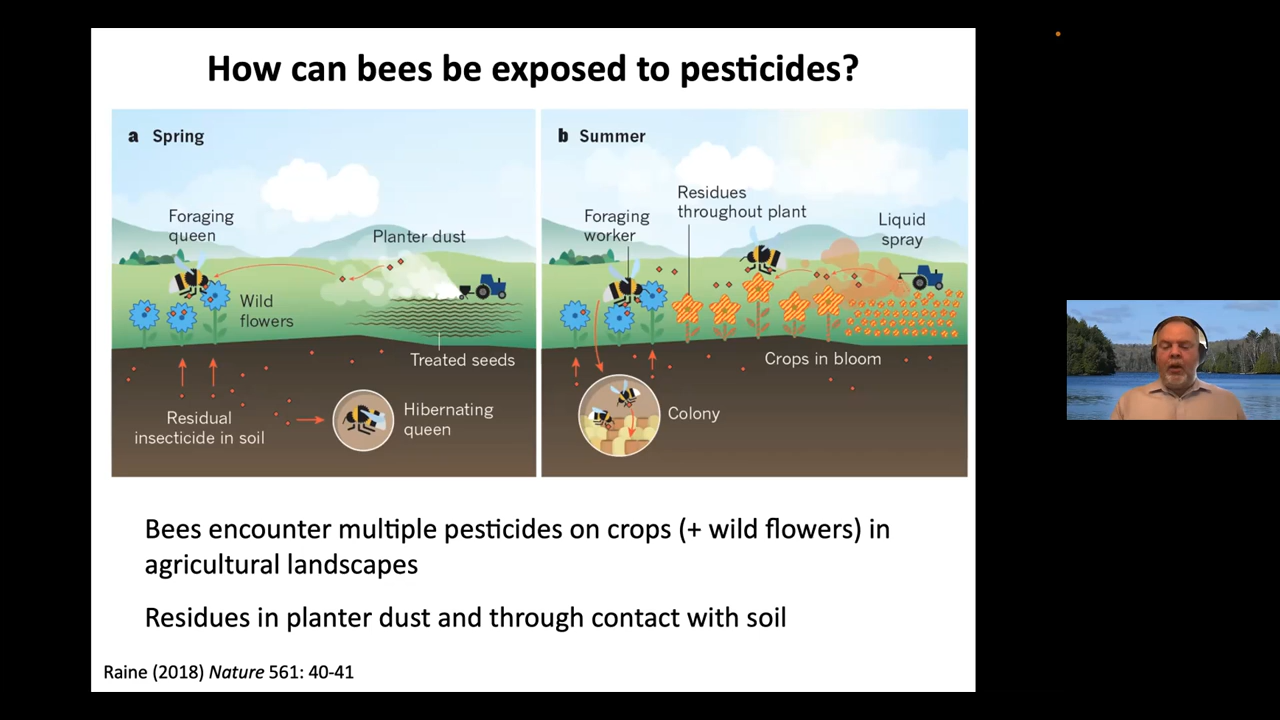 How can bees be exposed to pesticides?
a Spring
Foraging
queen
Planter dust
Wild
flowers
Treated seeds
Residual
insecticide in soil
Hibernating
queen
b Summer
Foraging
worker
Residues
throughout plant
Liquid
spray
Crops in bloom
Colony
Bees encounter multiple pesticides on crops (+ wild flowers) in
agricultural landscapes
Residues in planter dust and through contact with soil
Raine (2018) Nature 561: 40-41